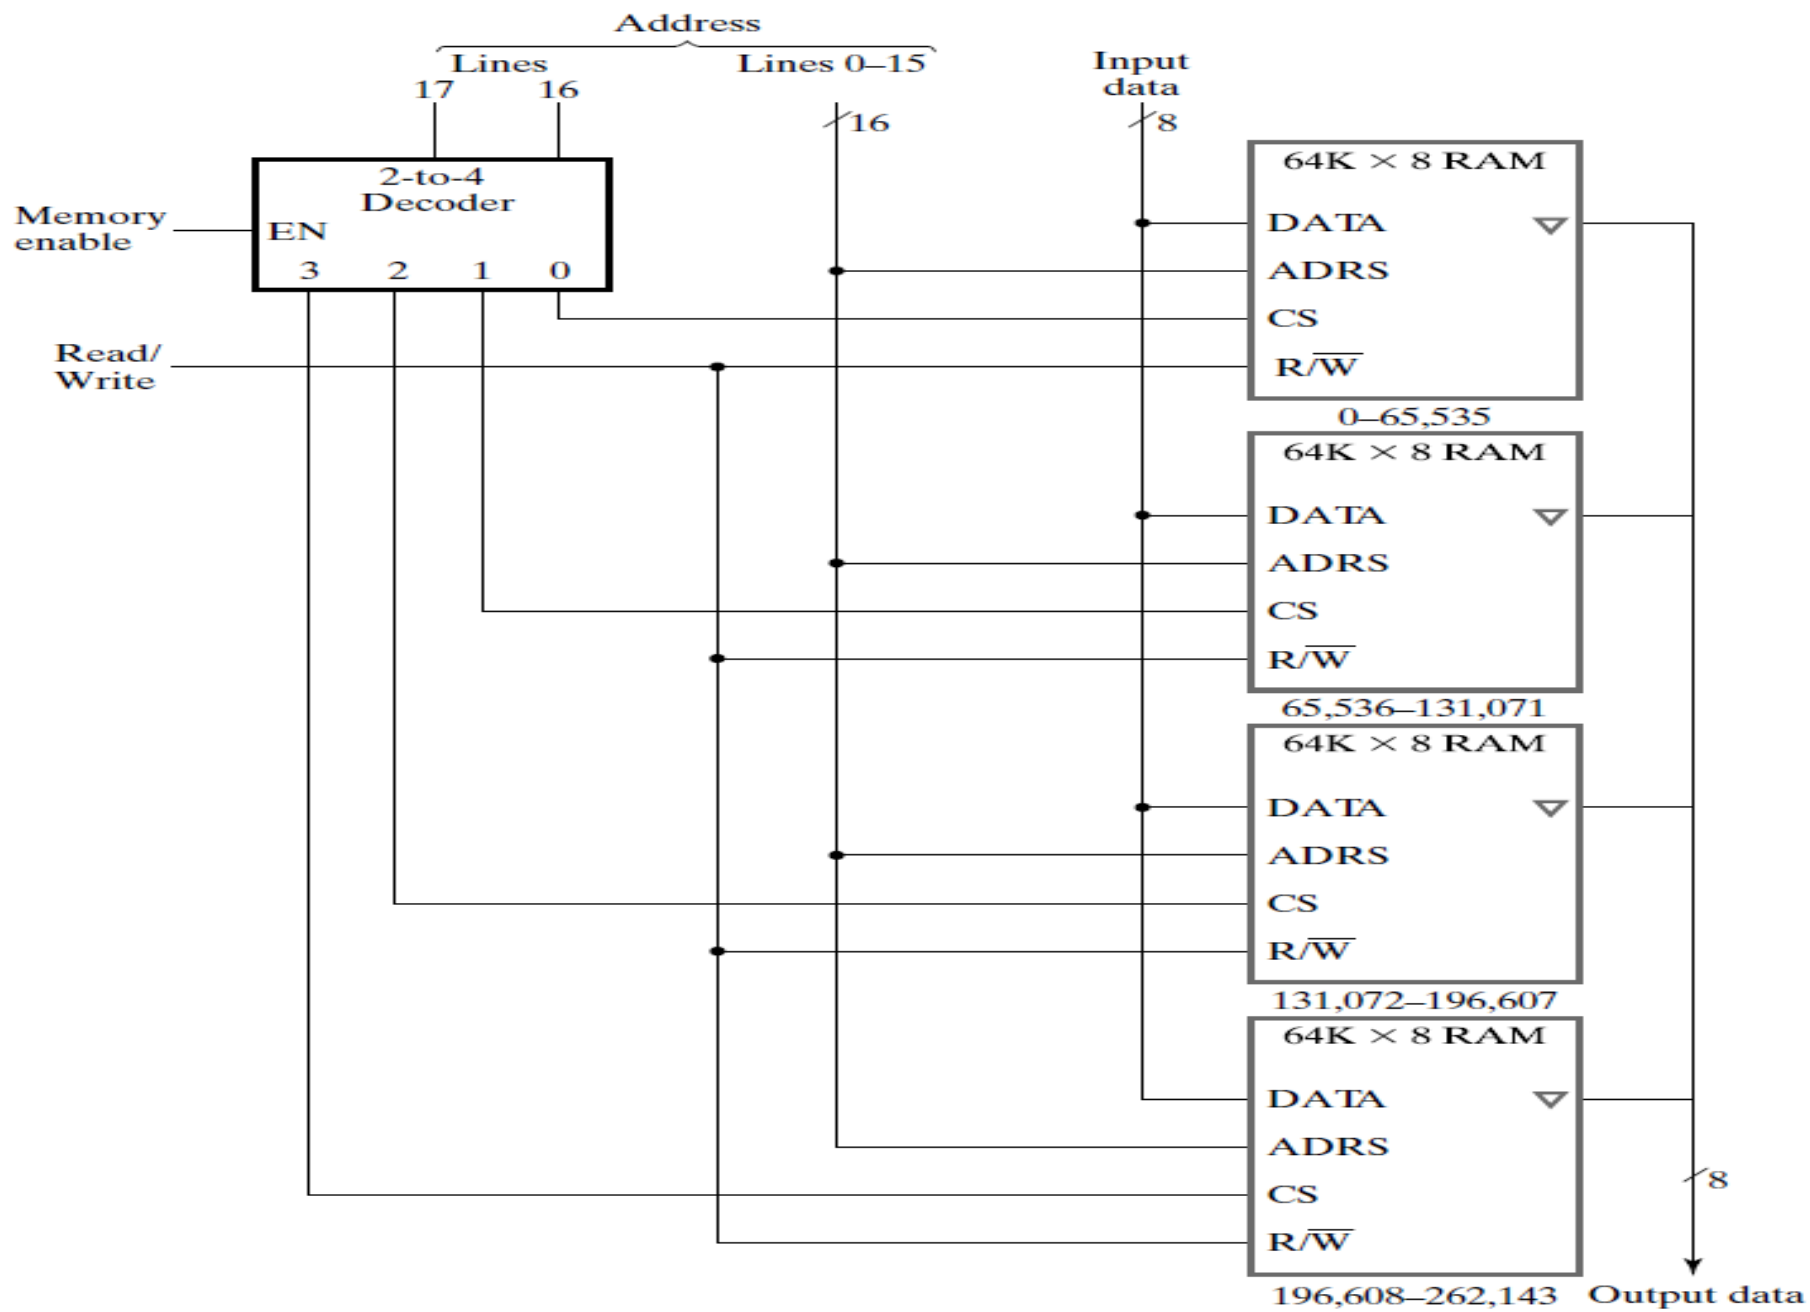 Address
Lines
Lines 0–15
17
16
16
Input
data
8
2-to-4
Decoder
Memory
enable
EN
3 2 1 0
Read/
Write
64K × 8 RAM
DATA
ADRS
CS
R/W̅
0–65,535
64K × 8 RAM
DATA
ADRS
CS
R/W̅
65,536–131,071
64K × 8 RAM
DATA
ADRS
CS
R/W̅
131,072–196,607
64K × 8 RAM
DATA
ADRS
CS
R/W̅
196,608–262,143
8
Output data